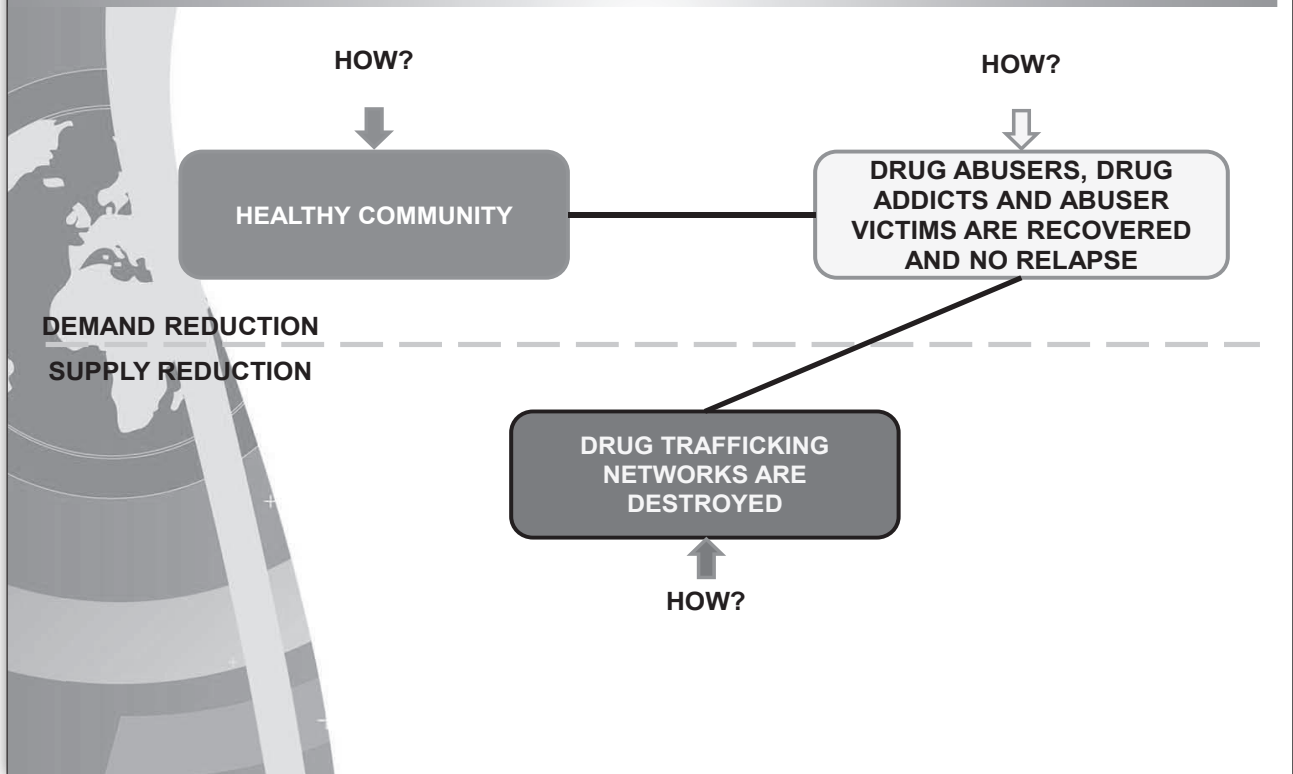 HOW?
HOW?
HEALTHY COMMUNITY
DRUG ABUSERS, DRUG
ADDICTS AND ABUSER
VICTIMS ARE RECOVERED
AND NO RELAPSE
DEMAND REDUCTION
SUPPLY REDUCTION
DRUG TRAFFICKING
NETWORKS ARE
DESTROYED
HOW?